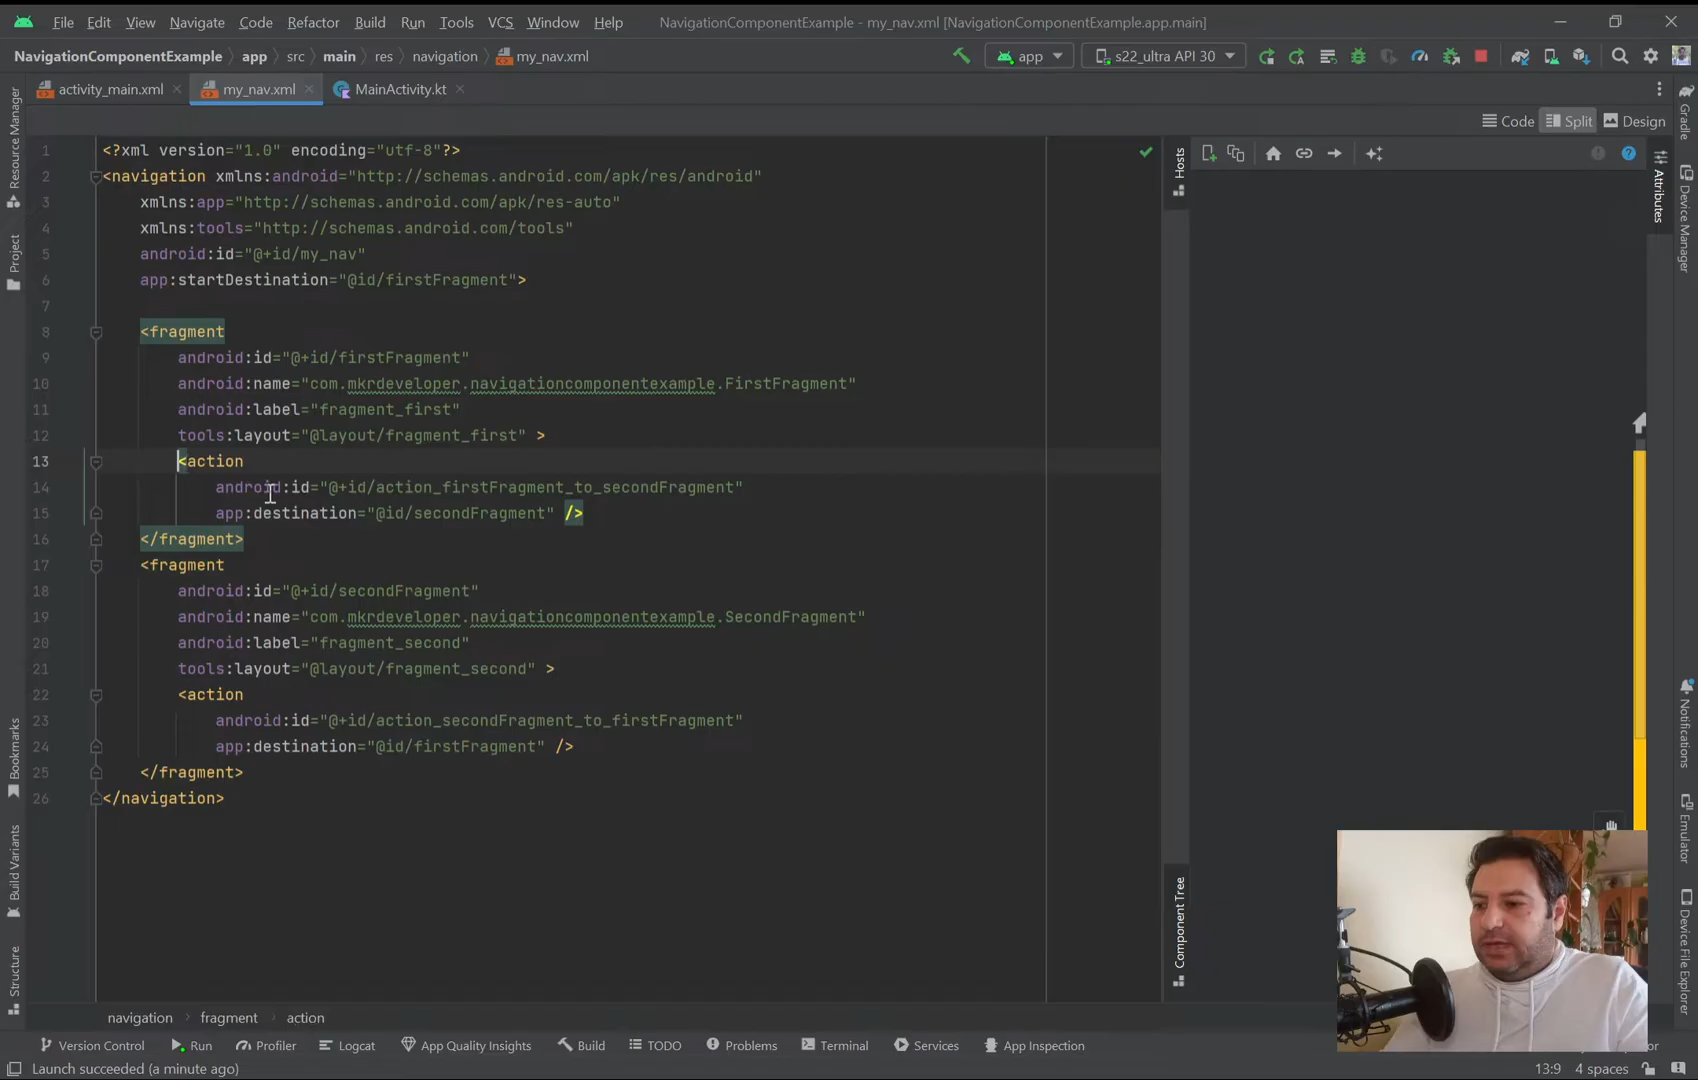 File Edit View Navigate Code Refactor Build Run Tools VCS Window Help NavigationComponentExample - my_nav.xml [NavigationComponentExample.app.main]
NavigationComponentExample app src main res navigation my_nav.xml app s22_ultra API 30
activity_main.xml my_nav.xml MainActivity.kt
Code Split Design
1 <?xml version="1.0" encoding="utf-8"?>
2 <navigation xmlns:android="http://schemas.android.com/apk/res/android"
3 xmlns:app="http://schemas.android.com/apk/res-auto"
4 xmlns:tools="http://schemas.android.com/tools"
5 android:id="@+id/my_nav"
6 app:startDestination="@id/firstFragment">
7
8 <fragment
9 android:id="@+id/firstFragment"
10 android:name="com.mkrdeveloper.navigationcomponentexample.FirstFragment"
11 android:label="fragment_first"
12 tools:layout="@layout/fragment_first" >
13 <action
14 android:id="@+id/action_firstFragment_to_secondFragment"
15 app:destination="@id/secondFragment" />
16 </fragment>
17 <fragment
18 android:id="@+id/secondFragment"
19 android:name="com.mkrdeveloper.navigationcomponentexample.SecondFragment"
20 android:label="fragment_second"
21 tools:layout="@layout/fragment_second" >
22 <action
23 android:id="@+id/action_secondFragment_to_firstFragment"
24 app:destination="@id/firstFragment" />
25 </fragment>
26 </navigation>
Resource Manager
Project
Bookmarks
Build Variants
Structure
Hosts
Component Tree
Attributes
Gradle
Device Manager
Notifications
Emulator
Device File Explorer
navigation fragment action
Version Control Run Profiler Logcat App Quality Insights Build TODO Problems Terminal Services App Inspection
Launch succeeded (a minute ago) 13:9 4 spaces